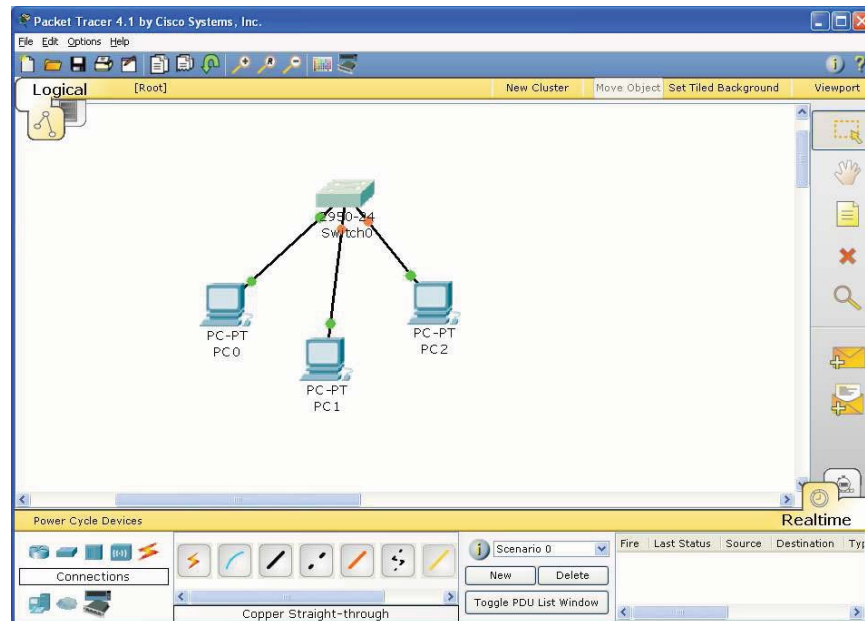 Packet Tracer 4.1 by Cisco Systems, Inc.
File Edit Options Help
Logical [Root] New Cluster Move Object Set Tiled Background Viewport
2950-24
Switch0
PC-PT
PC0
PC-PT
PC1
PC-PT
PC2
Power Cycle Devices Realtime
Connections
Copper Straight-through
i Scenario 0
New Delete
Toggle PDU List Window
Fire Last Status Source Destination Typ